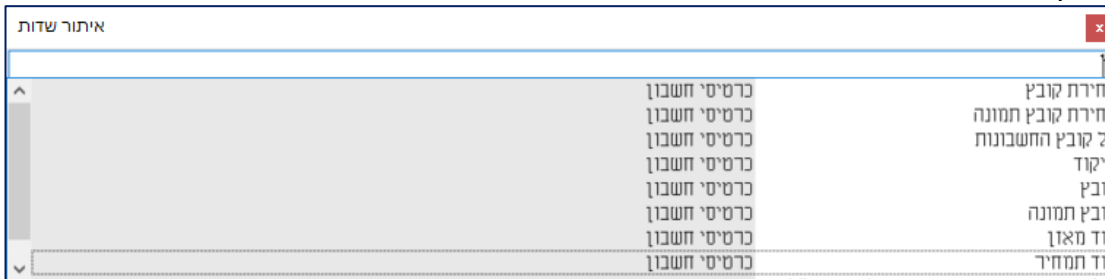 איתור שדות x
חירת קובץ כרטיסי חשבון
חירת קובץ תמונה כרטיסי חשבון
קובץ החשבונות כרטיסי חשבון
יקוד כרטיסי חשבון
ובץ כרטיסי חשבון
ובץ תמונה כרטיסי חשבון
וד מאזן כרטיסי חשבון
וד תמחיר כרטיסי חשבון